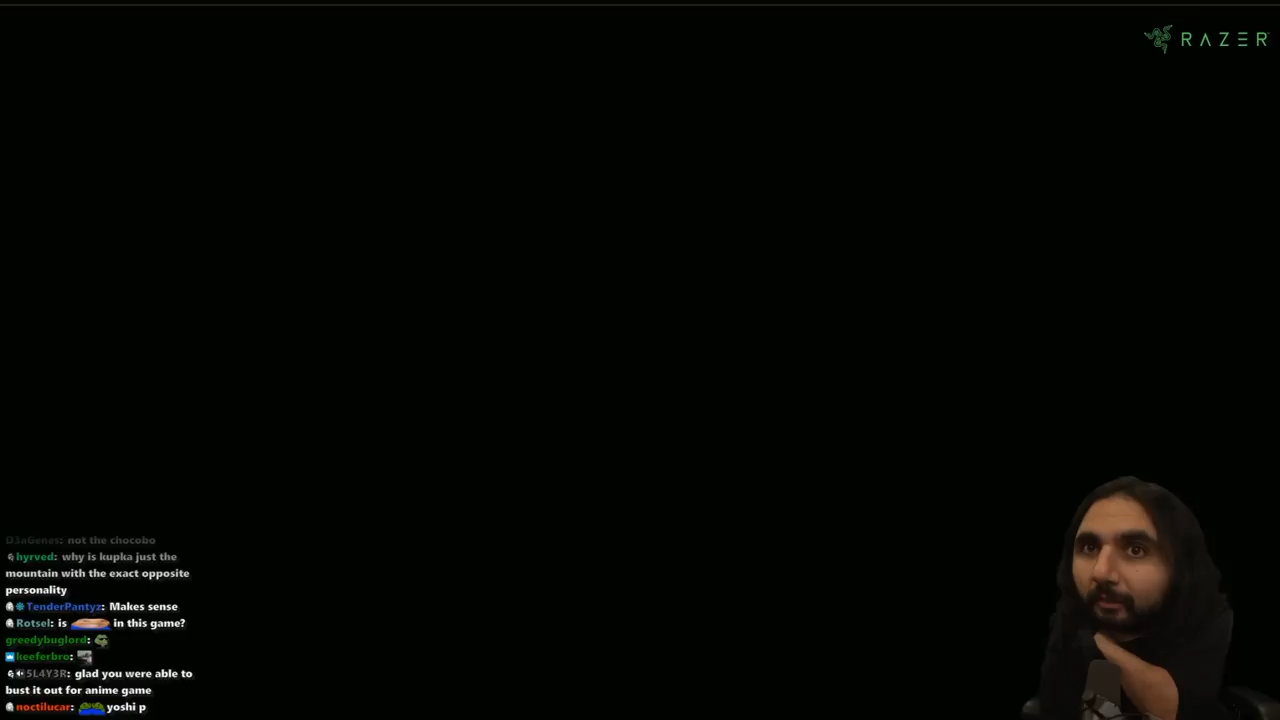 RAZER
D3aGenes: not the chocobo
hyrved: why is kupka just the
mountain with the exact opposite
personality
TenderPantyz: Makes sense
Rotsel: is in this game?
greedybuglord:
keeferbro:
5L4Y3R: glad you were able to
bust it out for anime game
noctilucar: yoshi p